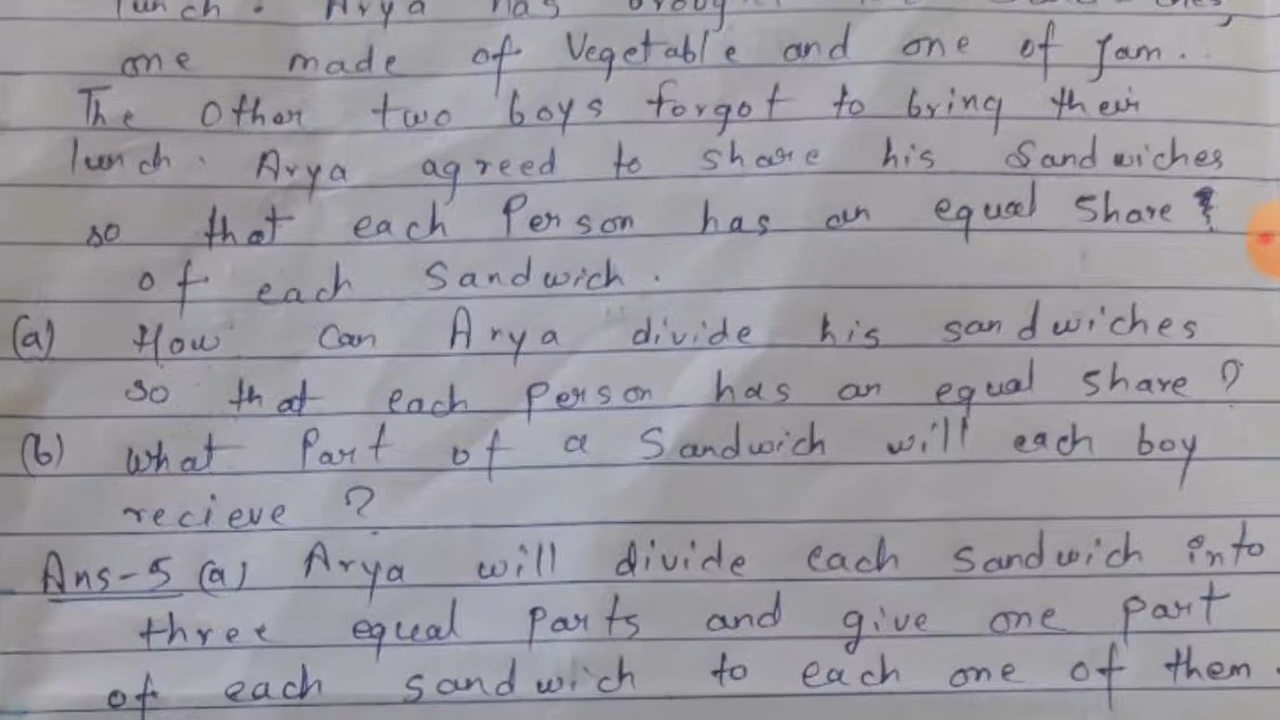 lunch. Arya has
one made of Vegetable and one of Jam.
The Other two boys forgot to bring their
lunch. Arya agreed to share his Sandwiches
so that each Person has an equal Share
of each Sandwich.
(a) How Can Arya divide his sandwiches
so that each Person has an equal Share ?
(b) what Part of a Sandwich will each boy
recieve ?
Ans-5 (a) Arya will divide each Sandwich into
three equal Parts and give one part
of each sandwich to each one of them.